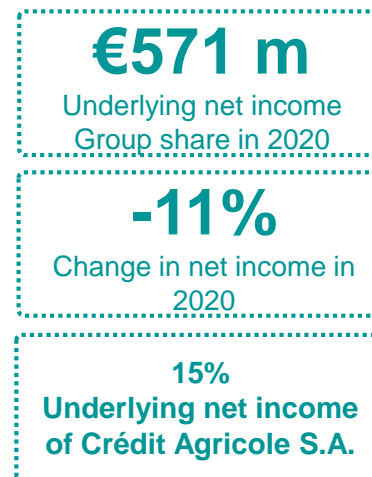 €571 m
Underlying net income
Group share in 2020
-11%
Change in net income in
2020
15%
Underlying net income
of Crédit Agricole S.A.